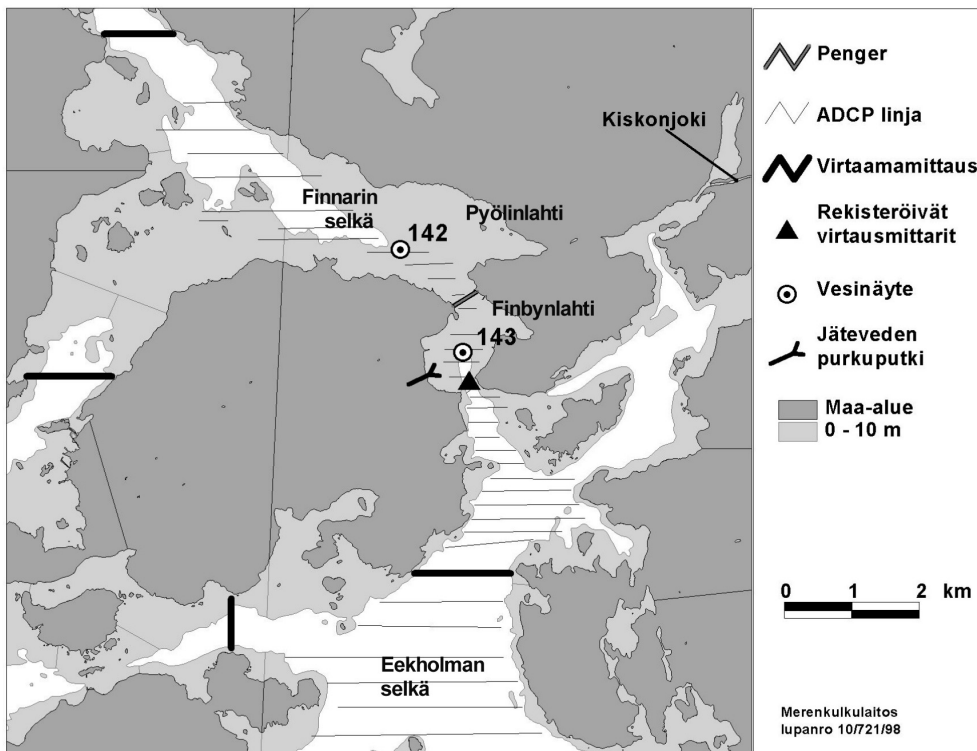 Kiskonjoki
Finnarin
selkä
Pyölinlahti
142
Finbynlahti
143
Eekholman
selkä
Penger
ADCP linja
Virtaamamittaus
Rekisteröivät
virtausmittarit
Vesinäyte
Jäteveden
purkuputki
Maa-alue
0 - 10 m
0 1 2 km
Merenkulkulaitos
lupanro 10/721/98